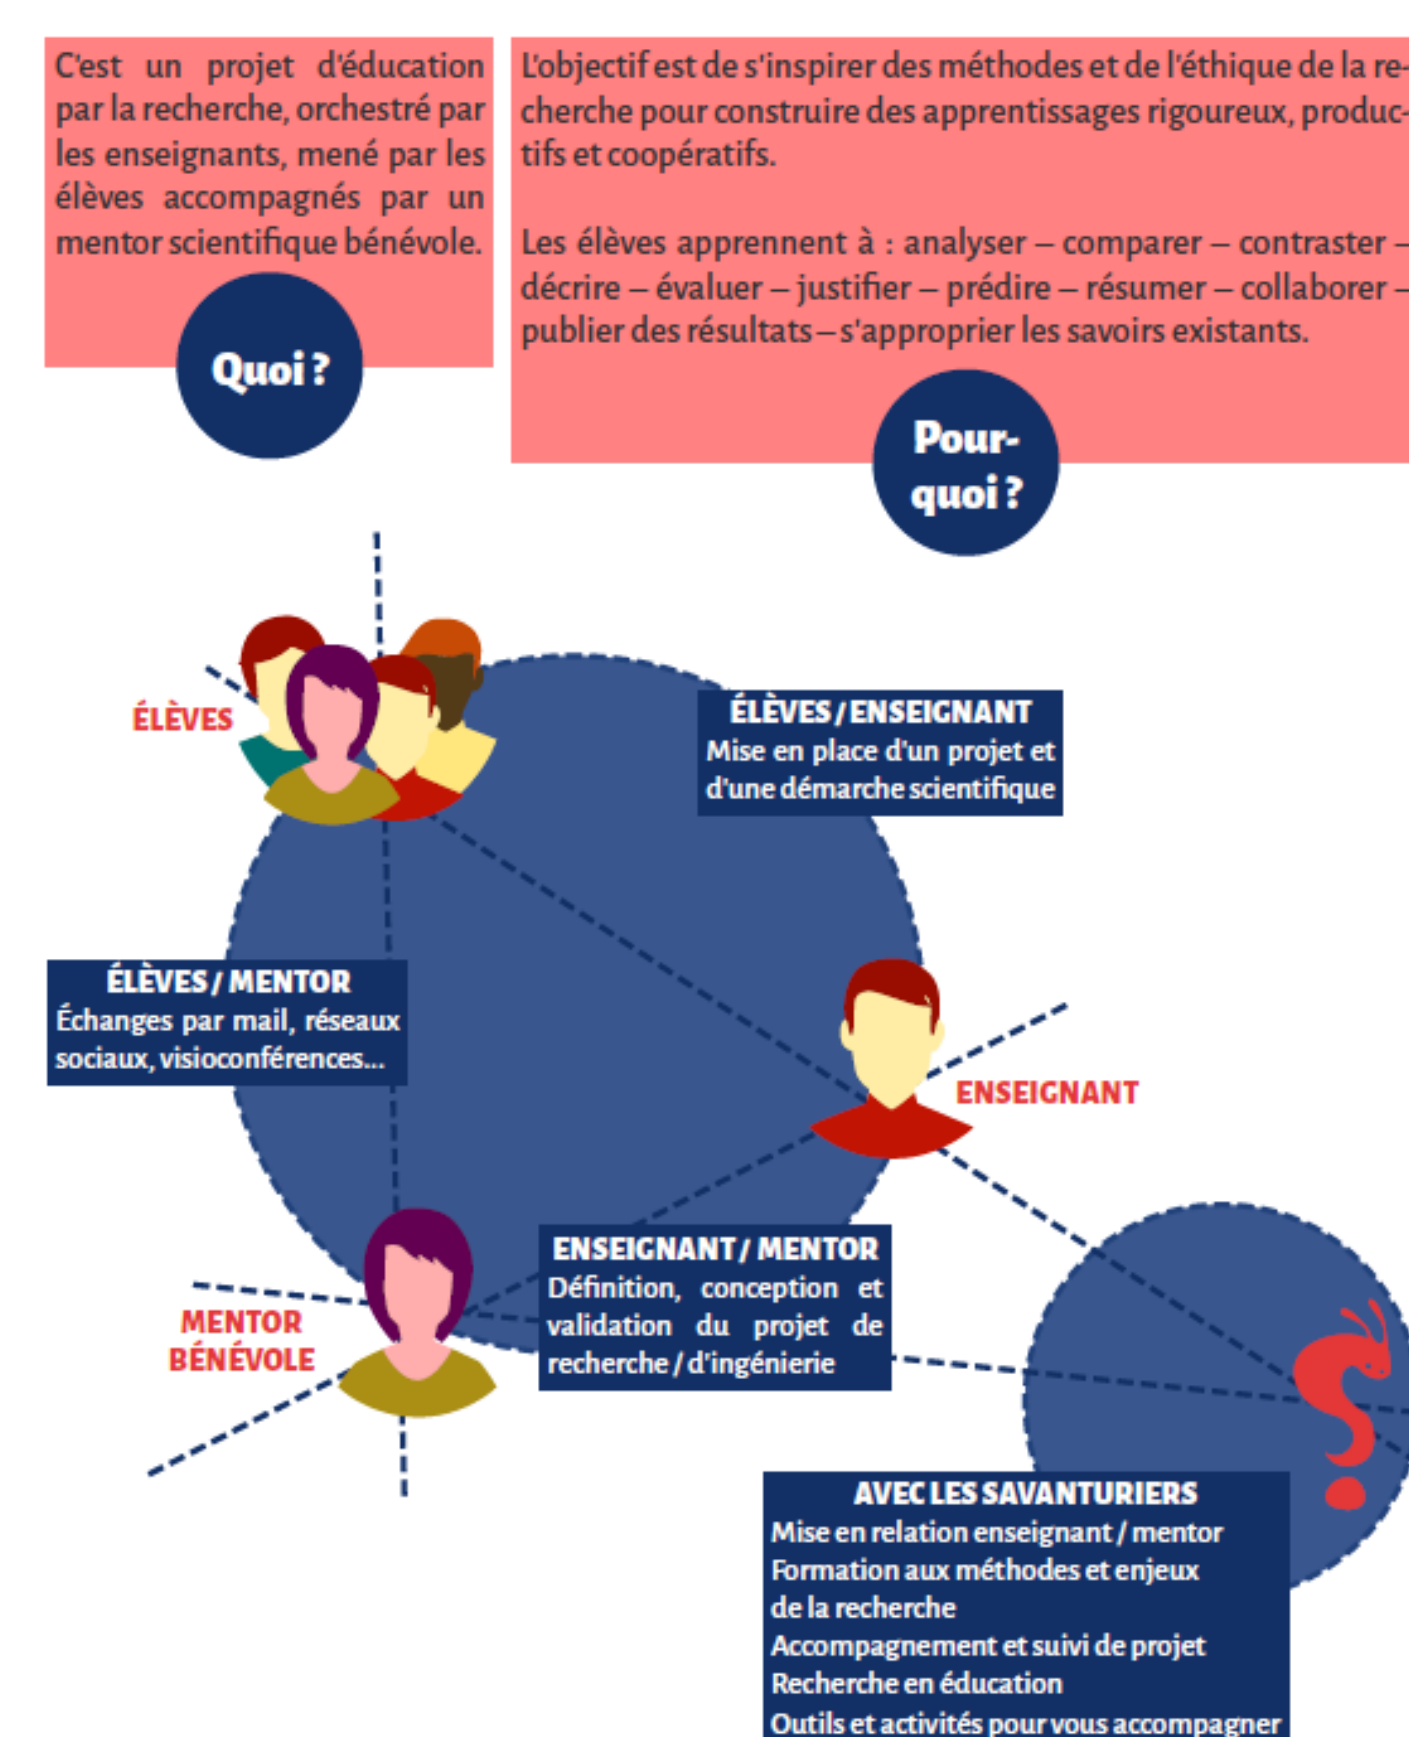 C'est un projet d'éducation
par la recherche, orchestré par
les enseignants, mené par les
élèves accompagnés par un
mentor scientifique bénévole.
Quoi ?
L'objectif est de s'inspirer des méthodes et de l'éthique de la re-
cherche pour construire des apprentissages rigoureux, produc-
tifs et coopératifs.
Les élèves apprennent à : analyser – comparer – contraster –
décrire – évaluer – justifier – prédire – résumer – collaborer –
publier des résultats – s'approprier les savoirs existants.
Pour-
quoi ?
ÉLÈVES
ÉLÈVES / ENSEIGNANT
Mise en place d'un projet et
d'une démarche scientifique
ÉLÈVES / MENTOR
Échanges par mail, réseaux
sociaux, visioconférences...
ENSEIGNANT
ENSEIGNANT / MENTOR
Définition, conception et
validation du projet de
recherche / d'ingénierie
MENTOR
BÉNÉVOLE
AVEC LES SAVANTURIERS
Mise en relation enseignant / mentor
Formation aux méthodes et enjeux
de la recherche
Accompagnement et suivi de projet
Recherche en éducation
Outils et activités pour vous accompagner